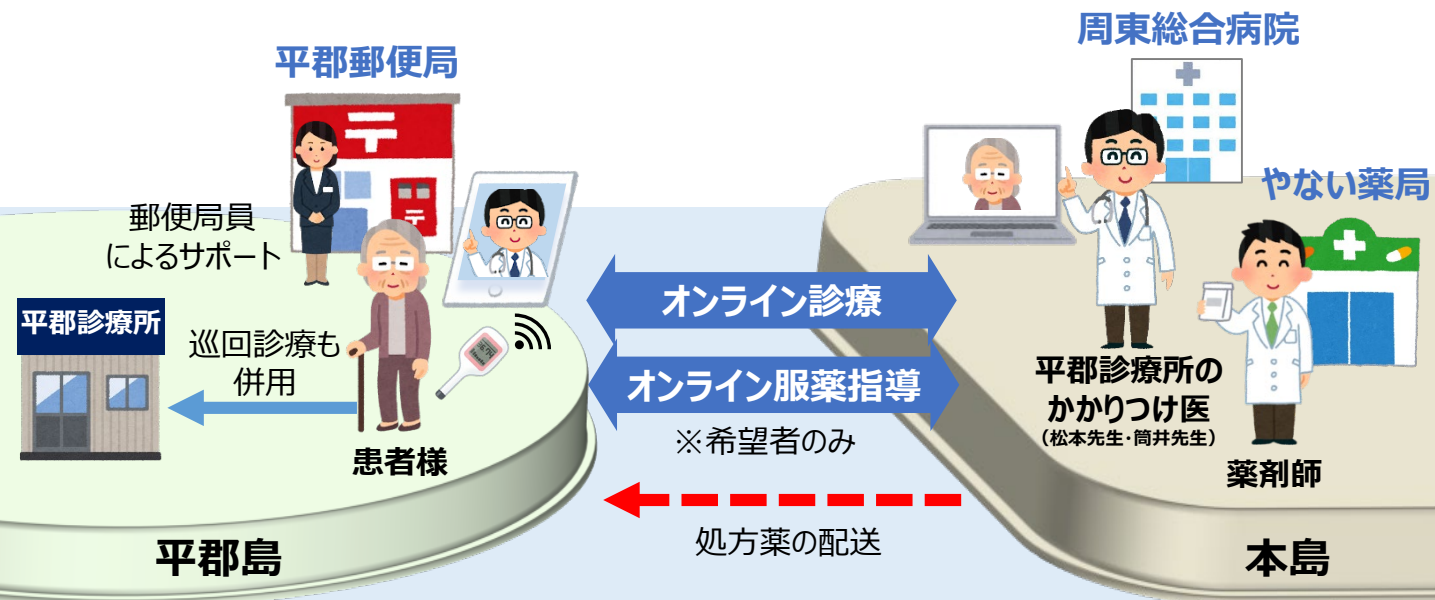 平郡郵便局
周東総合病院
やない薬局
郵便局員
によるサポート
平郡診療所
巡回診療も
併用
患者様
オンライン診療
オンライン服薬指導
※希望者のみ
処方薬の配送
平郡診療所の
かかりつけ医
（松本先生・筒井先生）
薬剤師
平郡島
本島